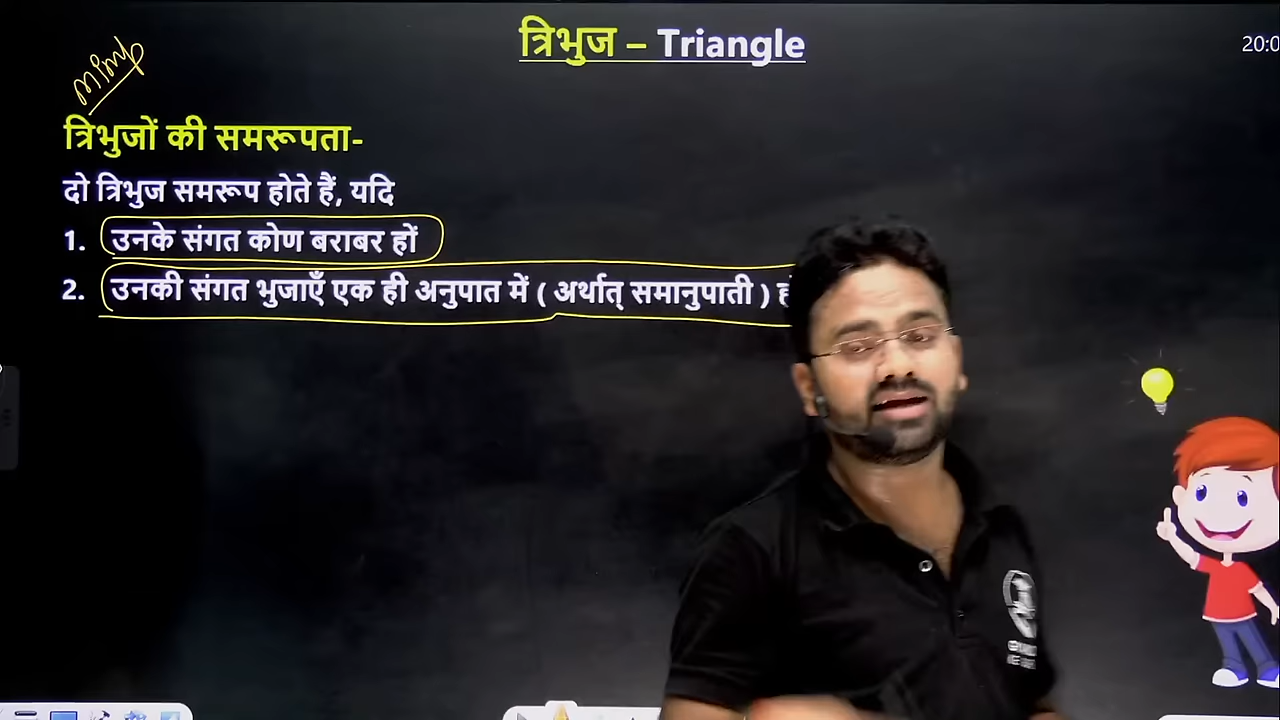 त्रिभुज – Triangle
20:0
त्रिभुजों की समरूपता-
दो त्रिभुज समरूप होते हैं, यदि
1. उनके संगत कोण बराबर हों
2. उनकी संगत भुजाएँ एक ही अनुपात में ( अर्थात् समानुपाती )